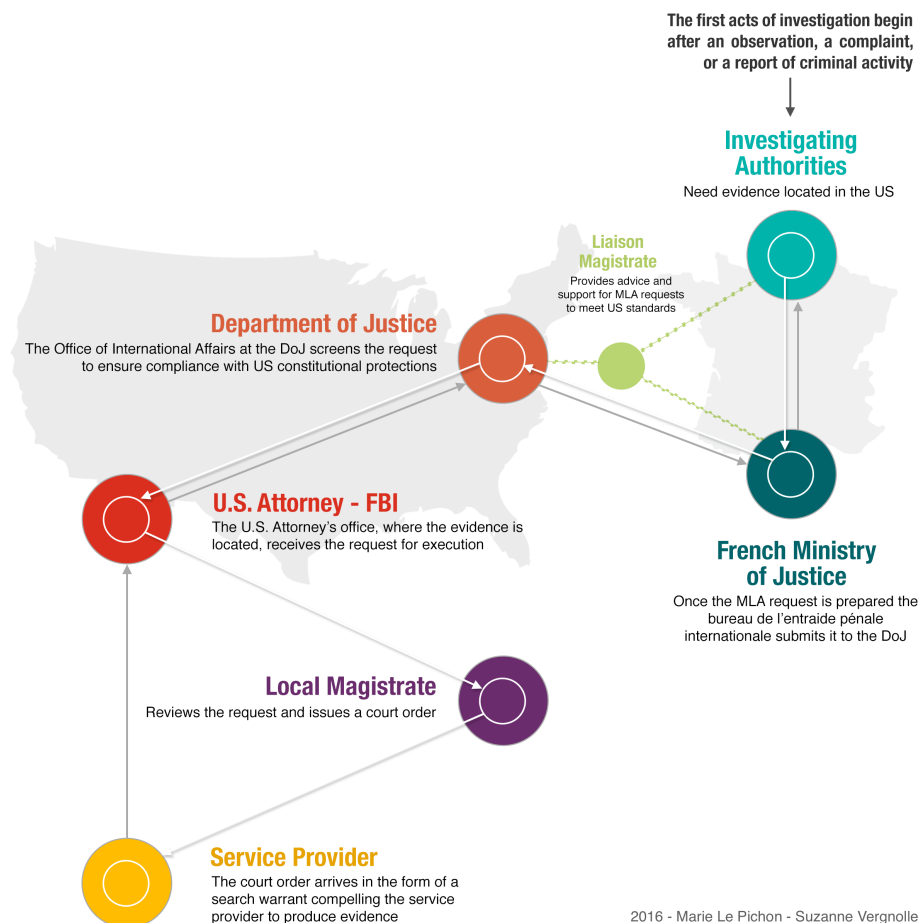 The first acts of investigation begin
after an observation, a complaint,
or a report of criminal activity
Investigating
Authorities
Need evidence located in the US
Liaison
Magistrate
Provides advice and
support for MLA requests
to meet US standards
Department of Justice
The Office of International Affairs at the DoJ screens the request
to ensure compliance with US constitutional protections
U.S. Attorney - FBI
The U.S. Attorney’s office, where the evidence is
located, receives the request for execution
French Ministry
of Justice
Once the MLA request is prepared the
bureau de l’entraide pénale
internationale submits it to the DoJ
Local Magistrate
Reviews the request and issues a court order
Service Provider
The court order arrives in the form of a
search warrant compelling the service
provider to produce evidence
2016 - Marie Le Pichon - Suzanne Vergnolle